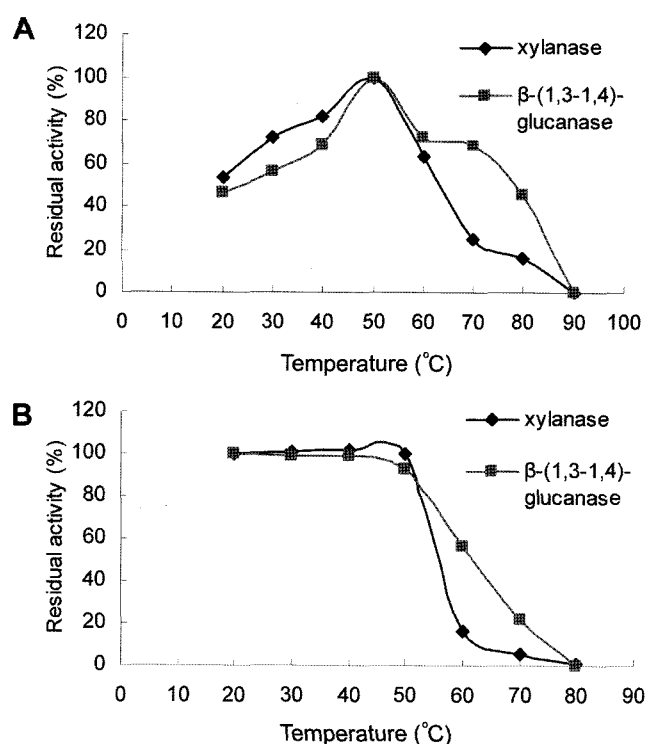 A
120
100
80
60
40
20
0
Residual activity (%)
xylanase
β-(1,3-1,4)-
glucanase
0 10 20 30 40 50 60 70 80 90 100
Temperature (°C)
B
120
100
80
60
40
20
0
Residual activity (%)
xylanase
β-(1,3-1,4)-
glucanase
0 10 20 30 40 50 60 70 80 90
Temperature (°C)